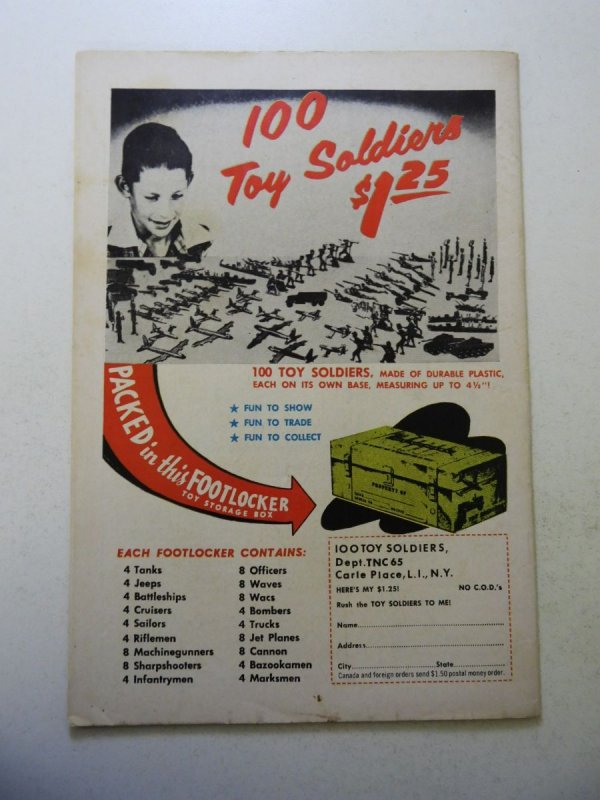 100
Toy Soldiers
$1.25
100 TOY SOLDIERS, MADE OF DURABLE PLASTIC,
EACH ON ITS OWN BASE, MEASURING UP TO 4½"!
★ FUN TO SHOW
★ FUN TO TRADE
★ FUN TO COLLECT
PACKED in this FOOTLOCKER
TOY STORAGE BOX
PROPERTY OF
EACH FOOTLOCKER CONTAINS:
4 Tanks
4 Jeeps
4 Battleships
4 Cruisers
4 Sailors
4 Riflemen
8 Machinegunners
8 Sharpshooters
4 Infantrymen
8 Officers
8 Waves
8 Wacs
4 Bombers
4 Trucks
8 Jet Planes
8 Cannon
4 Bazookamen
4 Marksmen
100 TOY SOLDIERS,
Dept. TNC65
Carle Place, L.I., N.Y.
HERE'S MY $1.25! NO C.O.D.'s
Rush the TOY SOLDIERS TO ME!
Name
Address
City State
Canada and foreign orders send $1.50 postal money order.